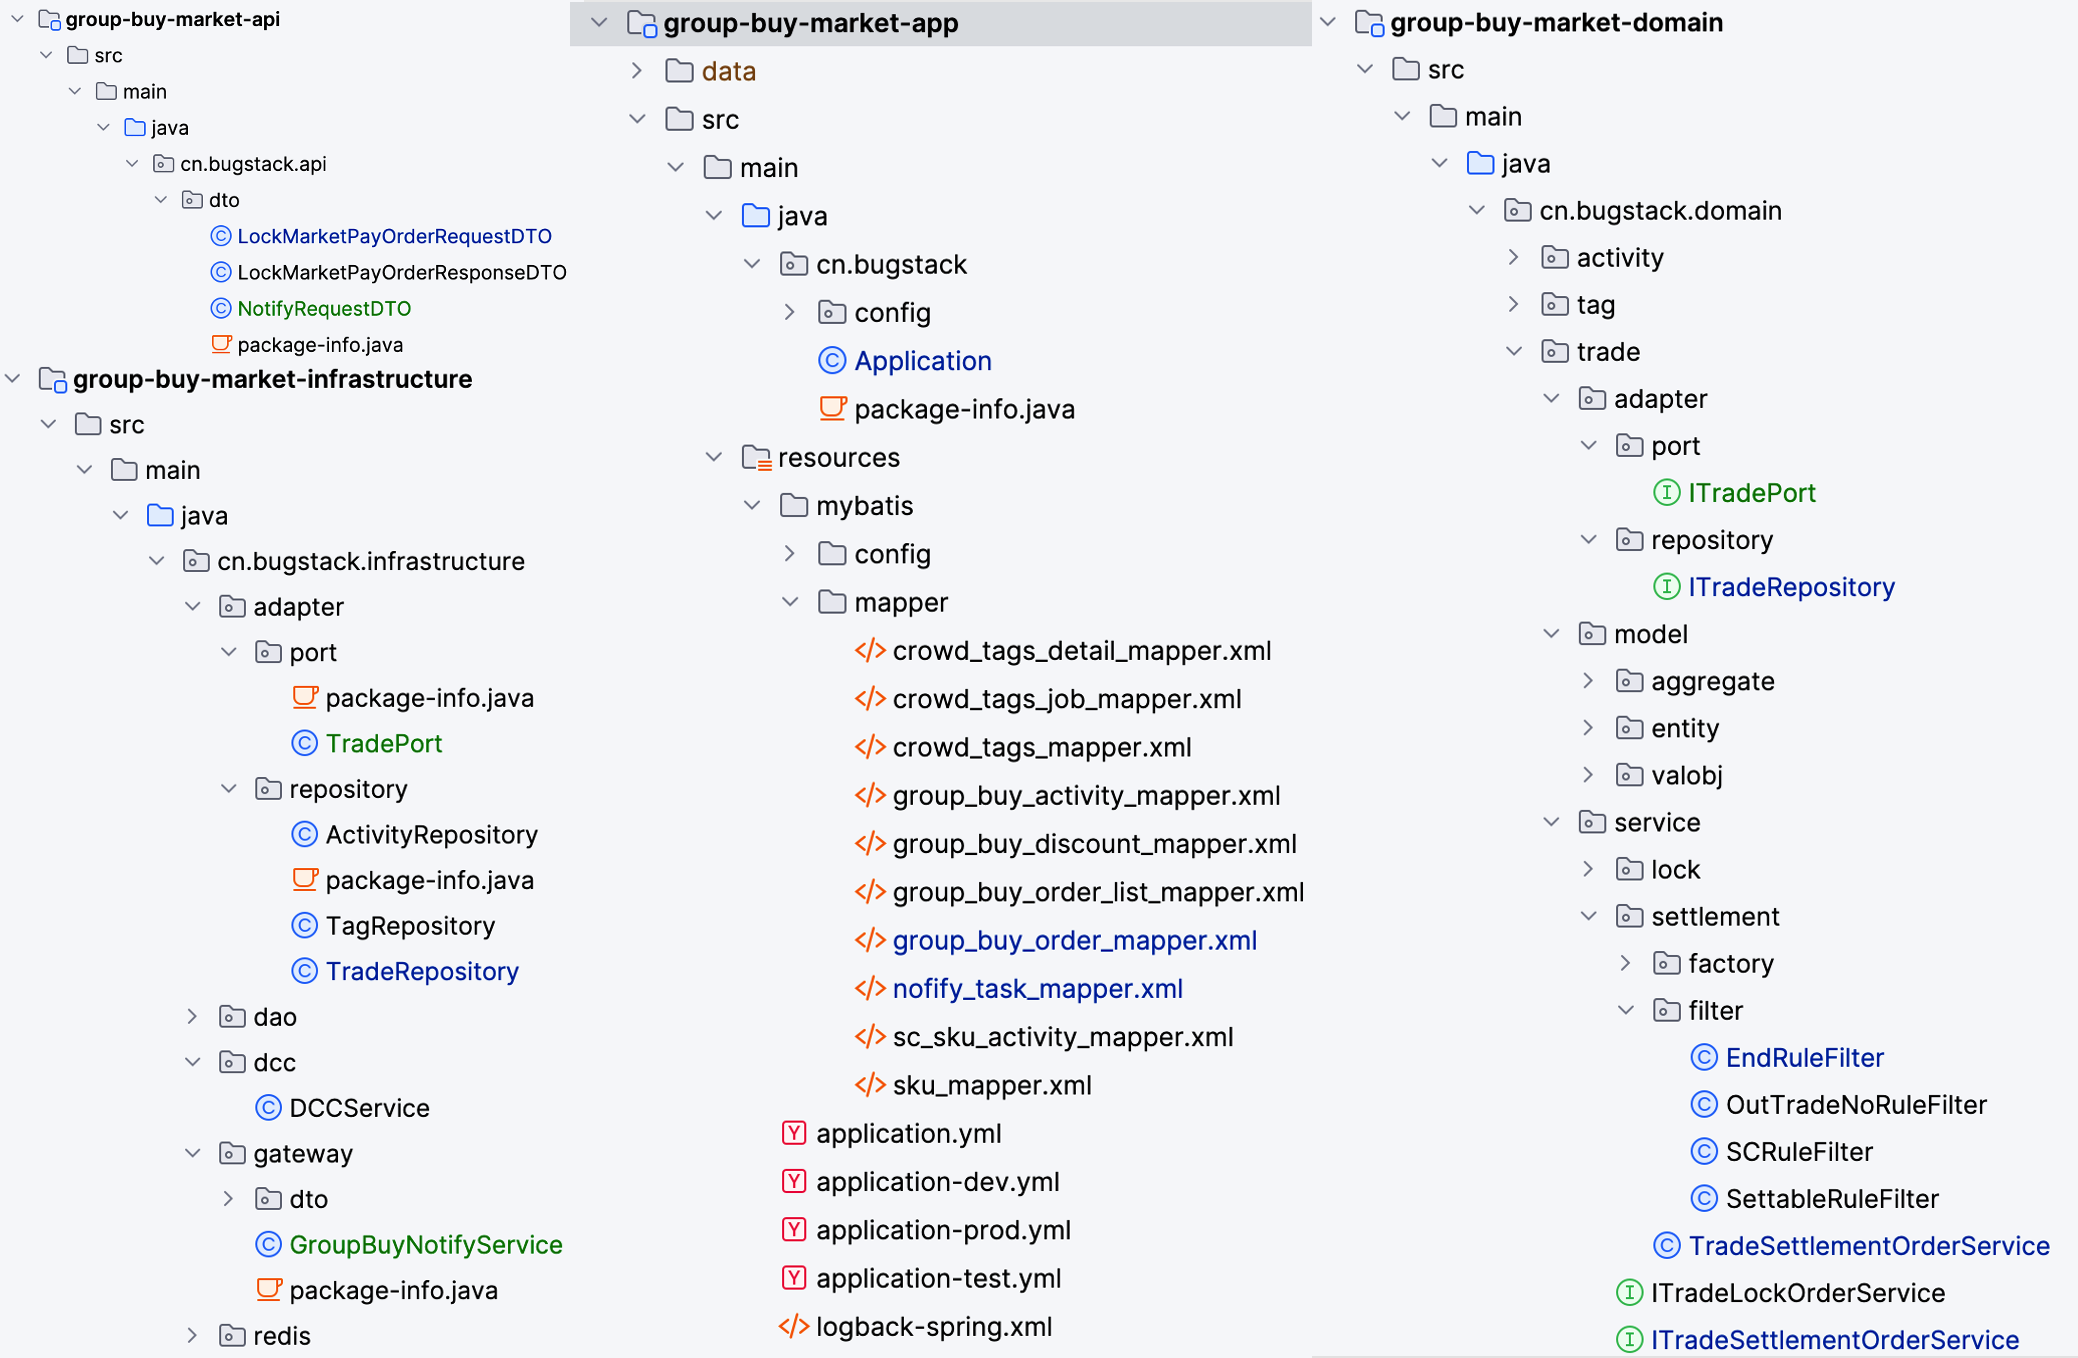 group-buy-market-api
src
main
java
cn.bugstack.api
dto
LockMarketPayOrderRequestDTO
LockMarketPayOrderResponseDTO
NotifyRequestDTO
package-info.java
group-buy-market-infrastructure
src
main
java
cn.bugstack.infrastructure
adapter
port
package-info.java
TradePort
repository
ActivityRepository
package-info.java
TagRepository
TradeRepository
dao
dcc
DCCService
gateway
dto
GroupBuyNotifyService
package-info.java
redis
group-buy-market-app
data
src
main
java
cn.bugstack
config
Application
package-info.java
resources
mybatis
config
mapper
crowd_tags_detail_mapper.xml
crowd_tags_job_mapper.xml
crowd_tags_mapper.xml
group_buy_activity_mapper.xml
group_buy_discount_mapper.xml
group_buy_order_list_mapper.xml
group_buy_order_mapper.xml
nofify_task_mapper.xml
sc_sku_activity_mapper.xml
sku_mapper.xml
application.yml
application-dev.yml
application-prod.yml
application-test.yml
logback-spring.xml
group-buy-market-domain
src
main
java
cn.bugstack.domain
activity
tag
trade
adapter
port
ITradePort
repository
ITradeRepository
model
aggregate
entity
valobj
service
lock
settlement
factory
filter
EndRuleFilter
OutTradeNoRuleFilter
SCRuleFilter
SettableRuleFilter
TradeSettlementOrderService
ITradeLockOrderService
ITradeSettlementOrderService